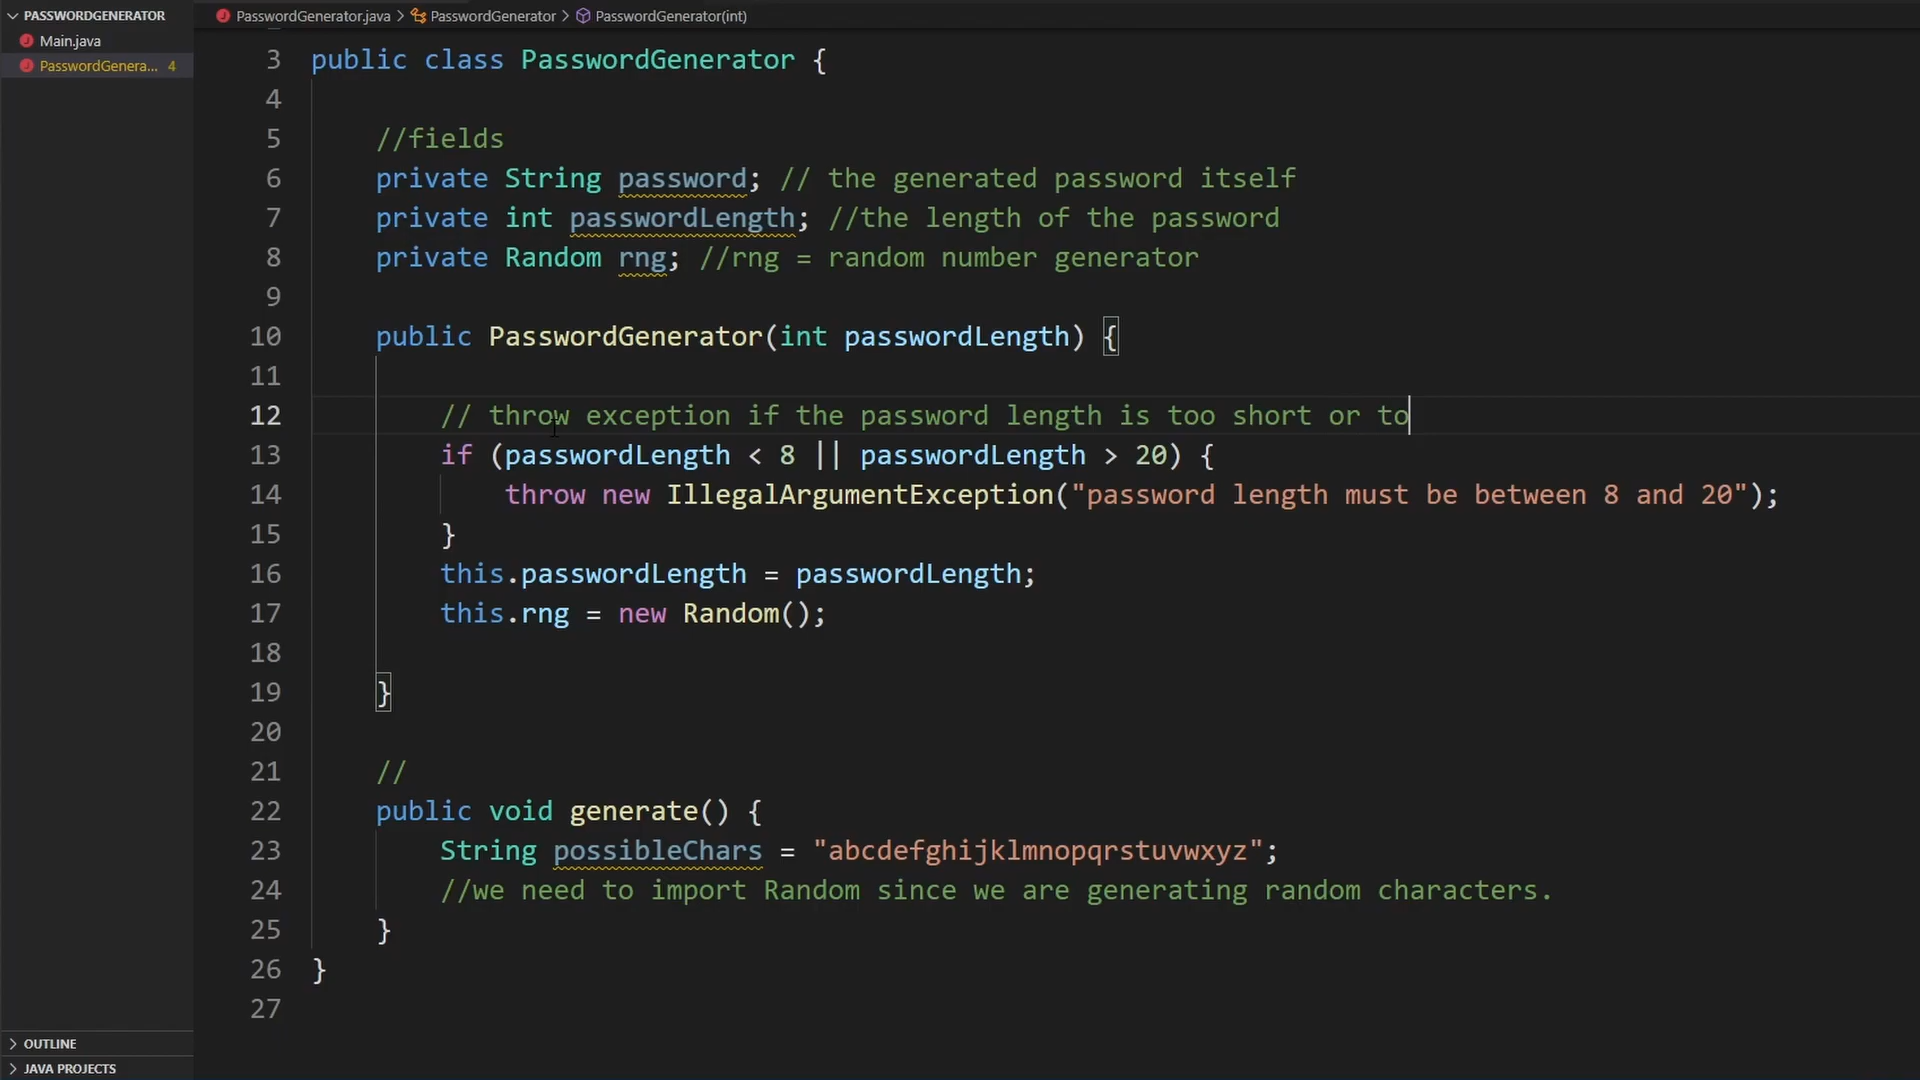 PASSWORDGENERATOR
Main.java
PasswordGenera... 4
OUTLINE
JAVA PROJECTS
PasswordGenerator.java > PasswordGenerator > PasswordGenerator(int)
3 public class PasswordGenerator {
4
5 //fields
6 private String password; // the generated password itself
7 private int passwordLength; //the length of the password
8 private Random rng; //rng = random number generator
9
10 public PasswordGenerator(int passwordLength) {
11
12 // throw exception if the password length is too short or to
13 if (passwordLength < 8 || passwordLength > 20) {
14 throw new IllegalArgumentException("password length must be between 8 and 20");
15 }
16 this.passwordLength = passwordLength;
17 this.rng = new Random();
18
19 }
20
21 //
22 public void generate() {
23 String possibleChars = "abcdefghijklmnopqrstuvwxyz";
24 //we need to import Random since we are generating random characters.
25 }
26 }
27